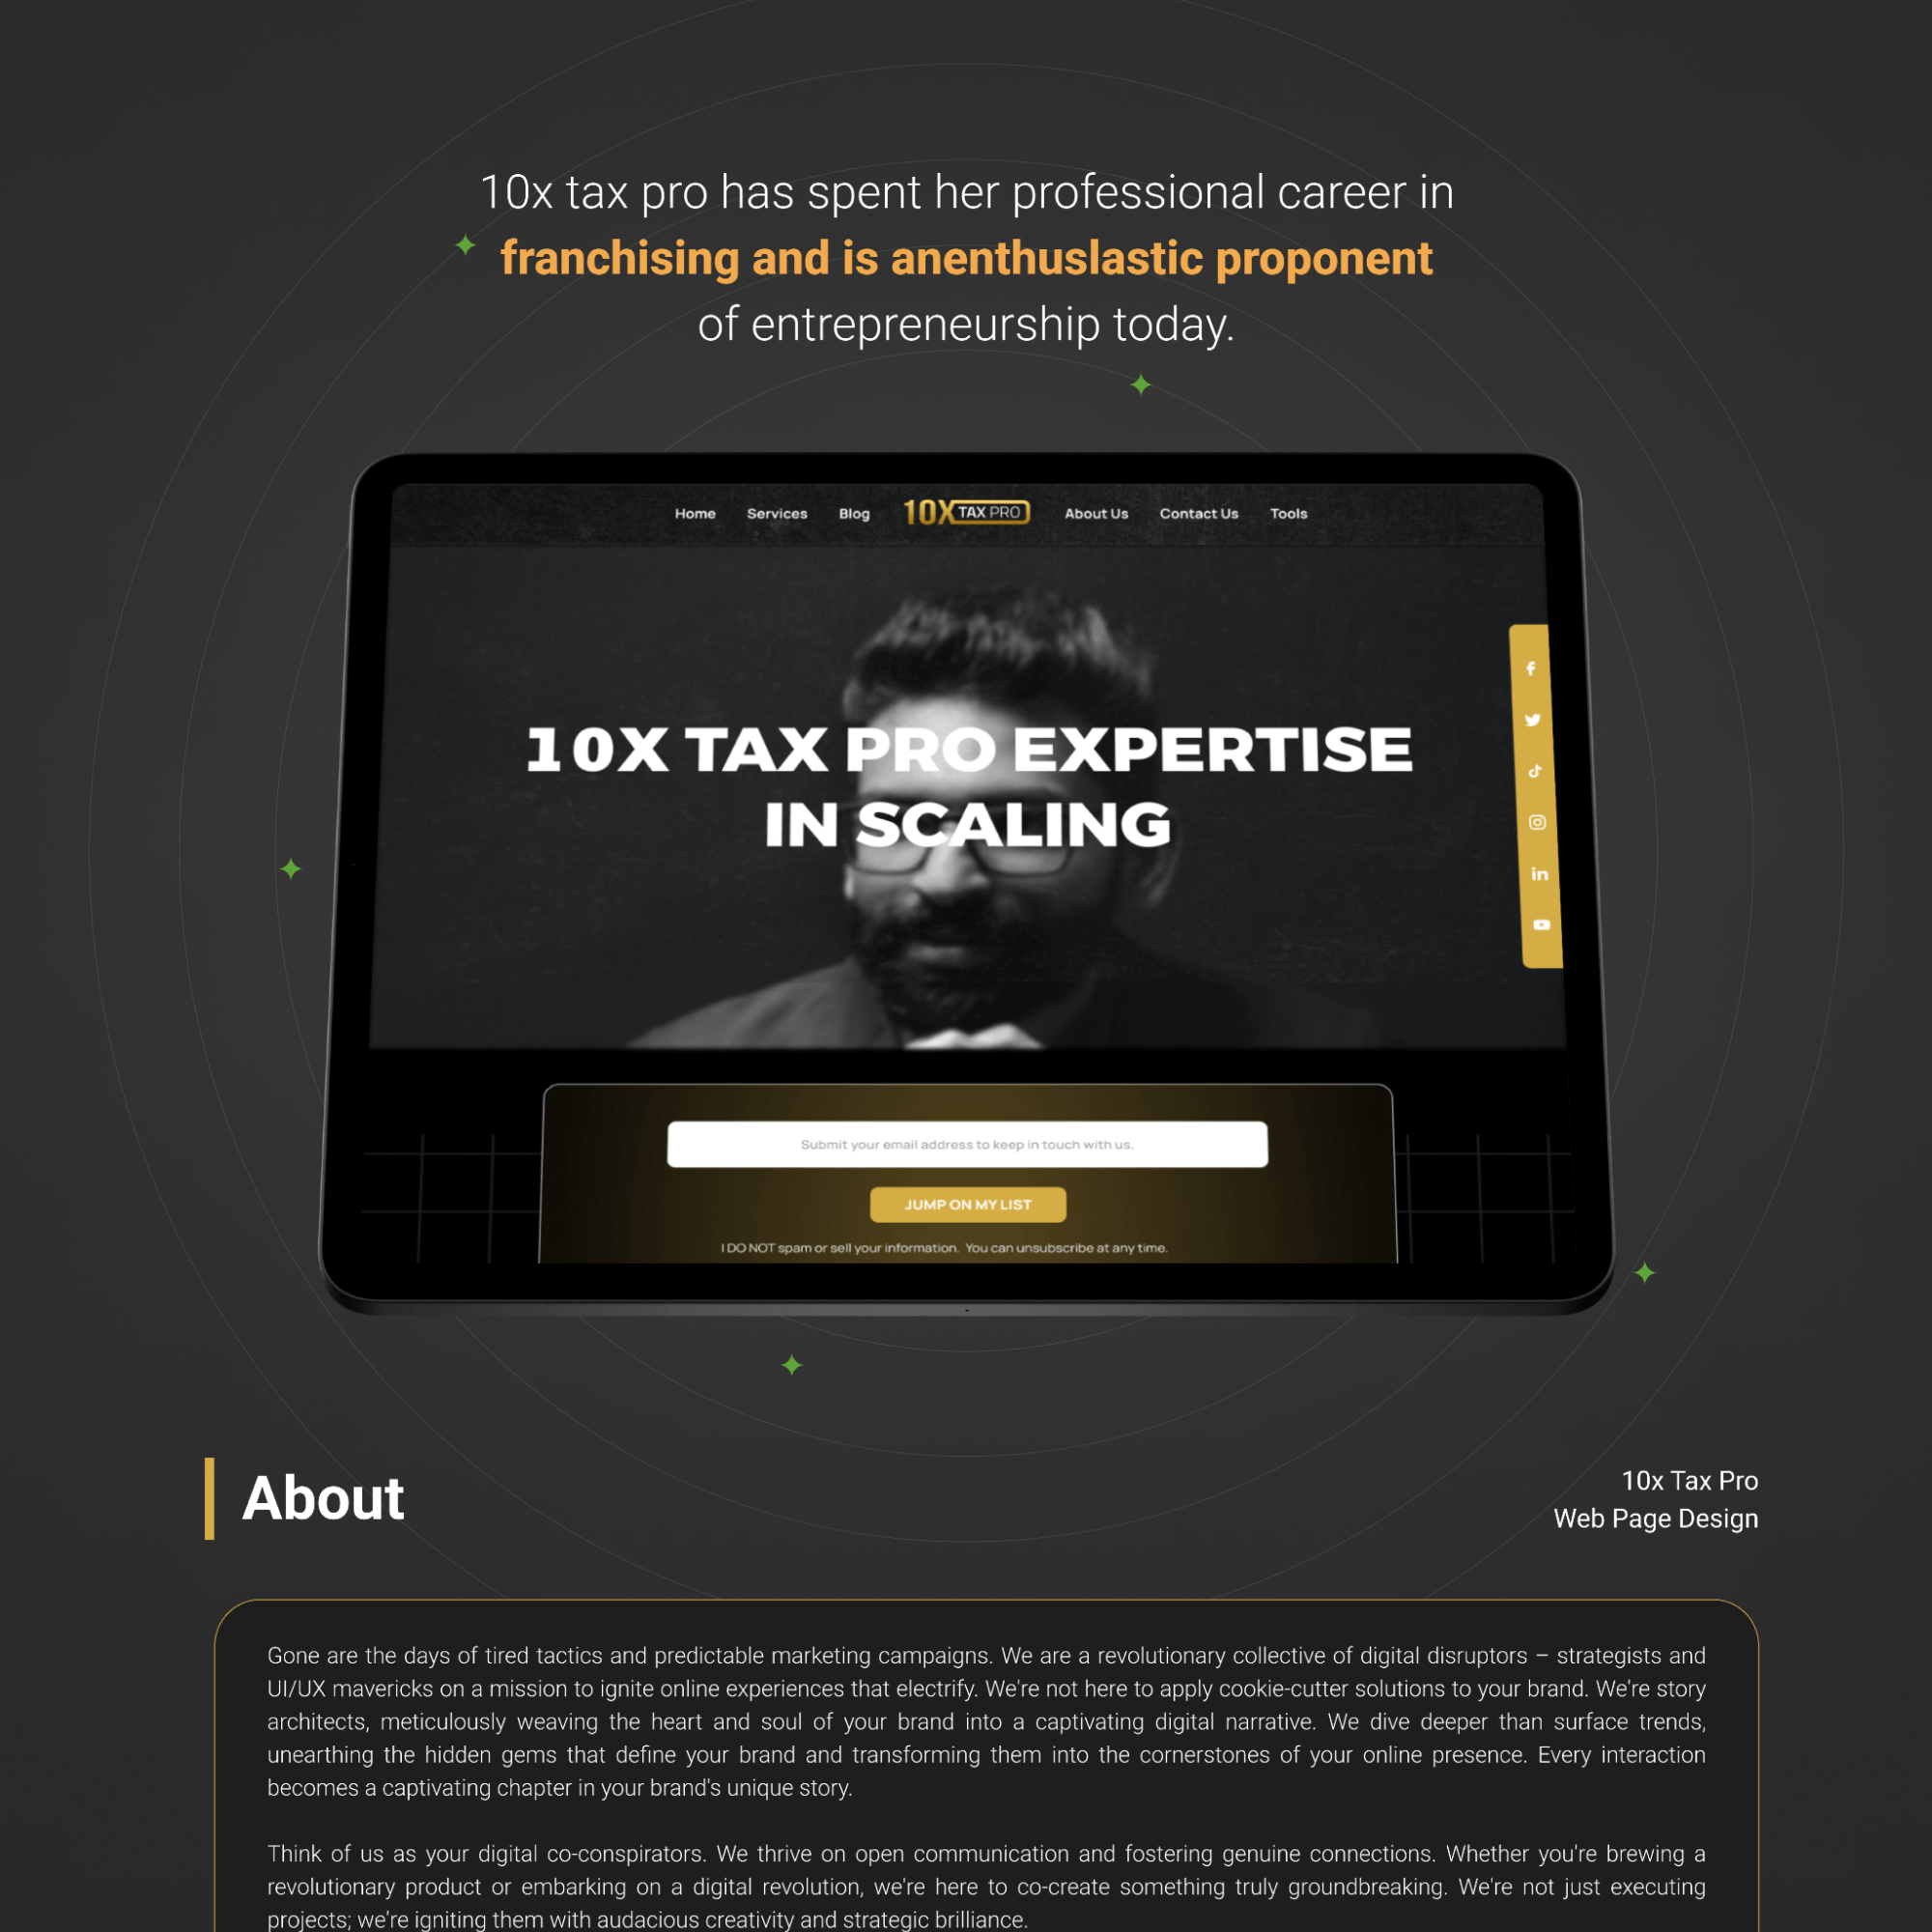 10x tax pro has spent her professional career in
franchising and is anenthuslastic proponent
of entrepreneurship today.
Home Services Blog 10X TAX PRO About Us Contact Us Tools
10X TAX PRO EXPERTISE
IN SCALING
Submit your email address to keep in touch with us.
JUMP ON MY LIST
I DO NOT spam or sell your information. You can unsubscribe at any time.
About
10x Tax Pro
Web Page Design
Gone are the days of tired tactics and predictable marketing campaigns. We are a revolutionary collective of digital disruptors – strategists and
UI/UX mavericks on a mission to ignite online experiences that electrify. We're not here to apply cookie-cutter solutions to your brand. We're story
architects, meticulously weaving the heart and soul of your brand into a captivating digital narrative. We dive deeper than surface trends,
unearthing the hidden gems that define your brand and transforming them into the cornerstones of your online presence. Every interaction
becomes a captivating chapter in your brand's unique story.
Think of us as your digital co-conspirators. We thrive on open communication and fostering genuine connections. Whether you're brewing a
revolutionary product or embarking on a digital revolution, we're here to co-create something truly groundbreaking. We're not just executing
projects; we're igniting them with audacious creativity and strategic brilliance.